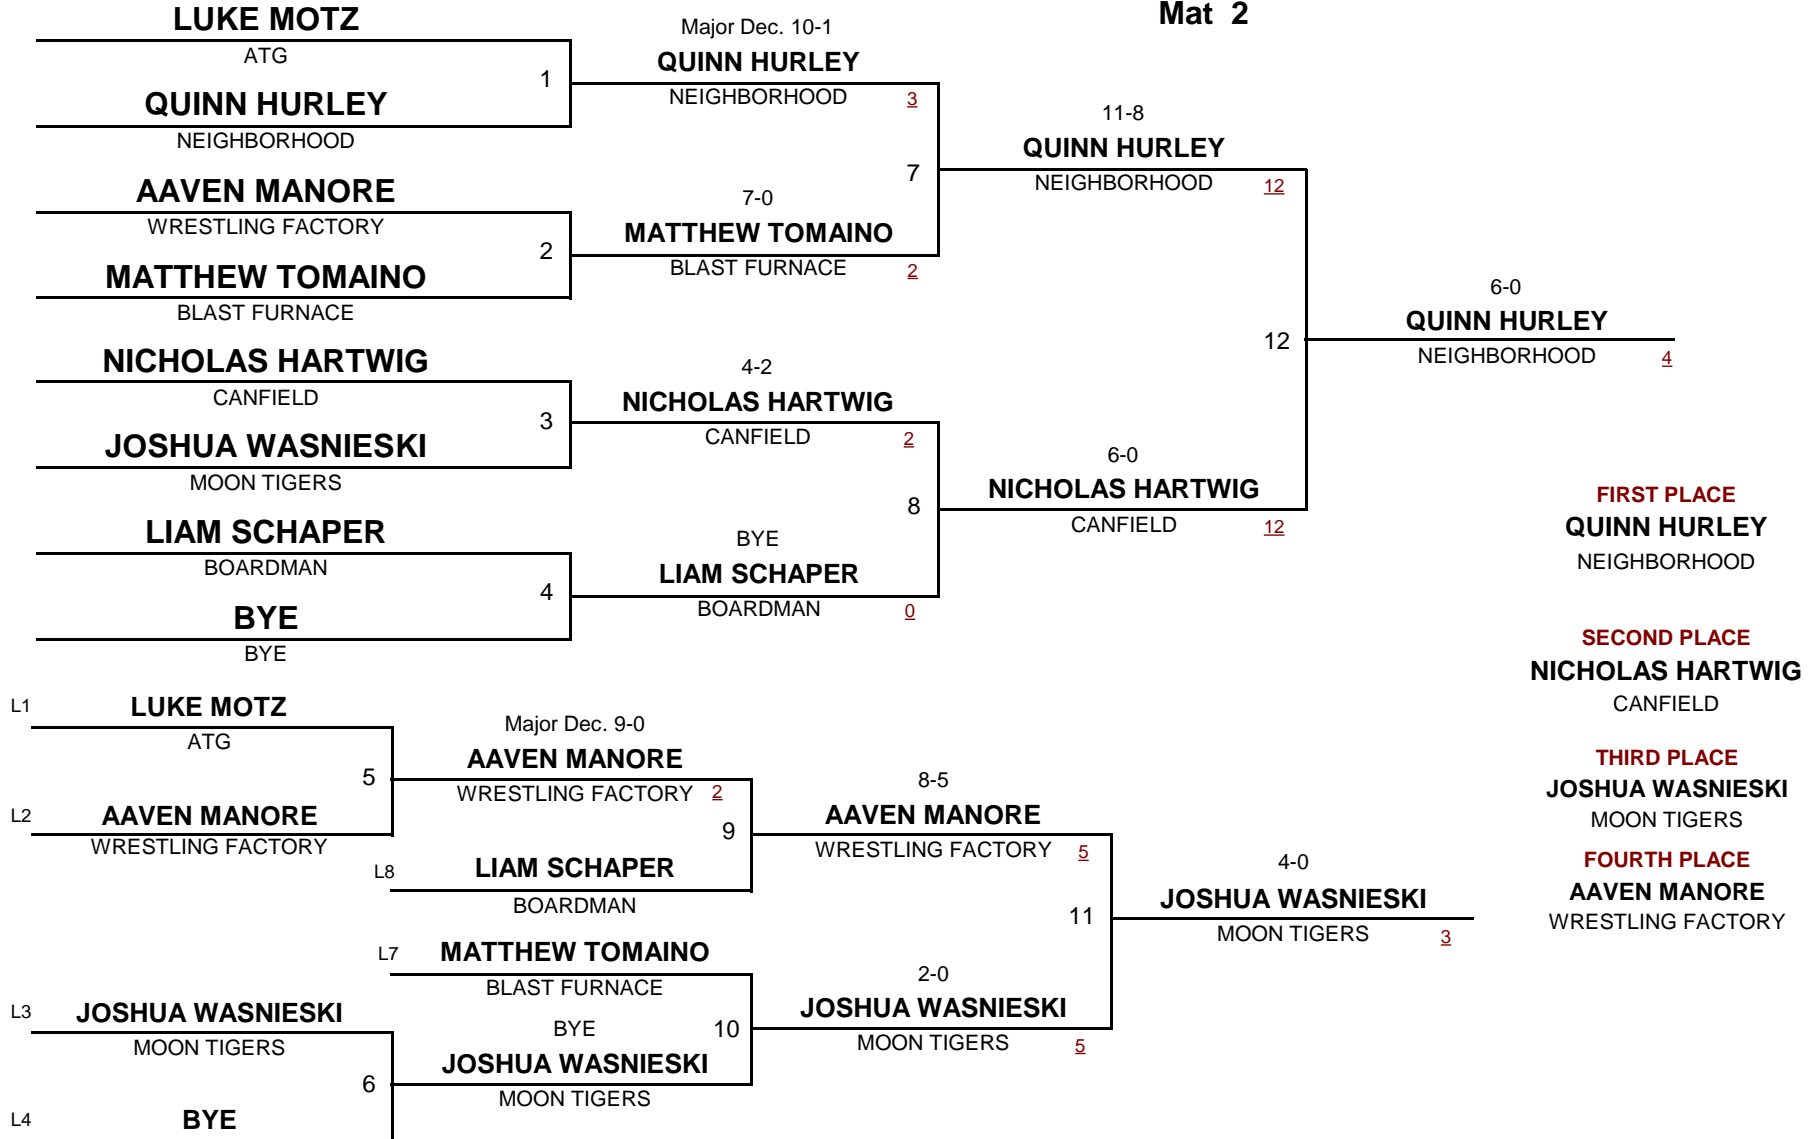 Mat 2
LUKE MOTZ
ATG
1
QUINN HURLEY
NEIGHBORHOOD
AAVEN MANORE
WRESTLING FACTORY
2
MATTHEW TOMAINO
BLAST FURNACE
NICHOLAS HARTWIG
CANFIELD
3
JOSHUA WASNIESKI
MOON TIGERS
LIAM SCHAPER
BOARDMAN
4
BYE
BYE
Major Dec. 10-1
QUINN HURLEY
NEIGHBORHOOD 3
7
7-0
MATTHEW TOMAINO
BLAST FURNACE 2
4-2
NICHOLAS HARTWIG
CANFIELD 2
8
BYE
LIAM SCHAPER
BOARDMAN 0
11-8
QUINN HURLEY
NEIGHBORHOOD 12
12
6-0
NICHOLAS HARTWIG
CANFIELD 12
6-0
QUINN HURLEY
NEIGHBORHOOD 4
FIRST PLACE
QUINN HURLEY
NEIGHBORHOOD
SECOND PLACE
NICHOLAS HARTWIG
CANFIELD
THIRD PLACE
JOSHUA WASNIESKI
MOON TIGERS
FOURTH PLACE
AAVEN MANORE
WRESTLING FACTORY
L1 LUKE MOTZ
ATG
5
L2 AAVEN MANORE
WRESTLING FACTORY
L3 JOSHUA WASNIESKI
MOON TIGERS
6
L4 BYE
Major Dec. 9-0
AAVEN MANORE
WRESTLING FACTORY 2
9
L8 LIAM SCHAPER
BOARDMAN
L7 MATTHEW TOMAINO
BLAST FURNACE
BYE 10
JOSHUA WASNIESKI
MOON TIGERS
8-5
AAVEN MANORE
WRESTLING FACTORY 5
11
2-0
JOSHUA WASNIESKI
MOON TIGERS 5
4-0
JOSHUA WASNIESKI
MOON TIGERS 3